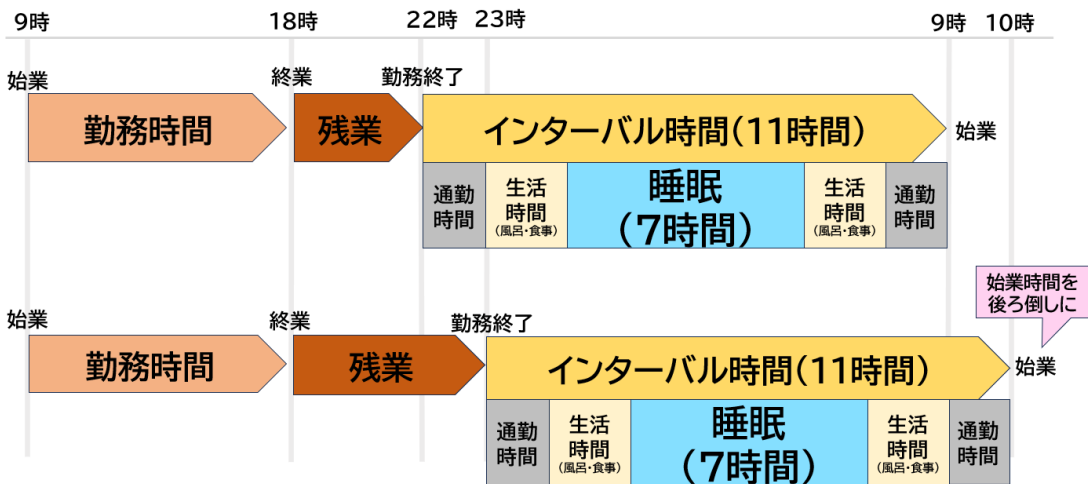 9時
18時
22時
23時
9時
10時
始業
終業
勤務終了
勤務時間
残業
インターバル時間(11時間)
始業
通勤
時間
生活
時間
(風呂・食事)
睡眠
(7時間)
生活
時間
(風呂・食事)
通勤
時間
始業時間を
後ろ倒しに
始業
終業
勤務終了
勤務時間
残業
インターバル時間(11時間)
始業
通勤
時間
生活
時間
(風呂・食事)
睡眠
(7時間)
生活
時間
(風呂・食事)
通勤
時間